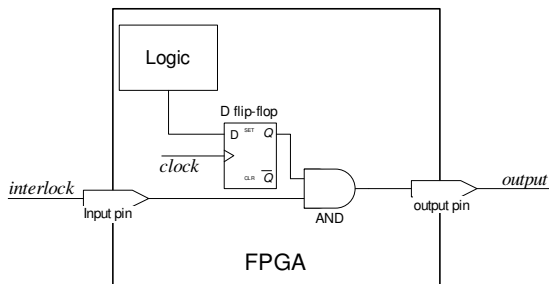 Logic
D flip-flop
D
SET
Q
clock
CLR
Q
interlock
Input pin
AND
output pin
output
FPGA